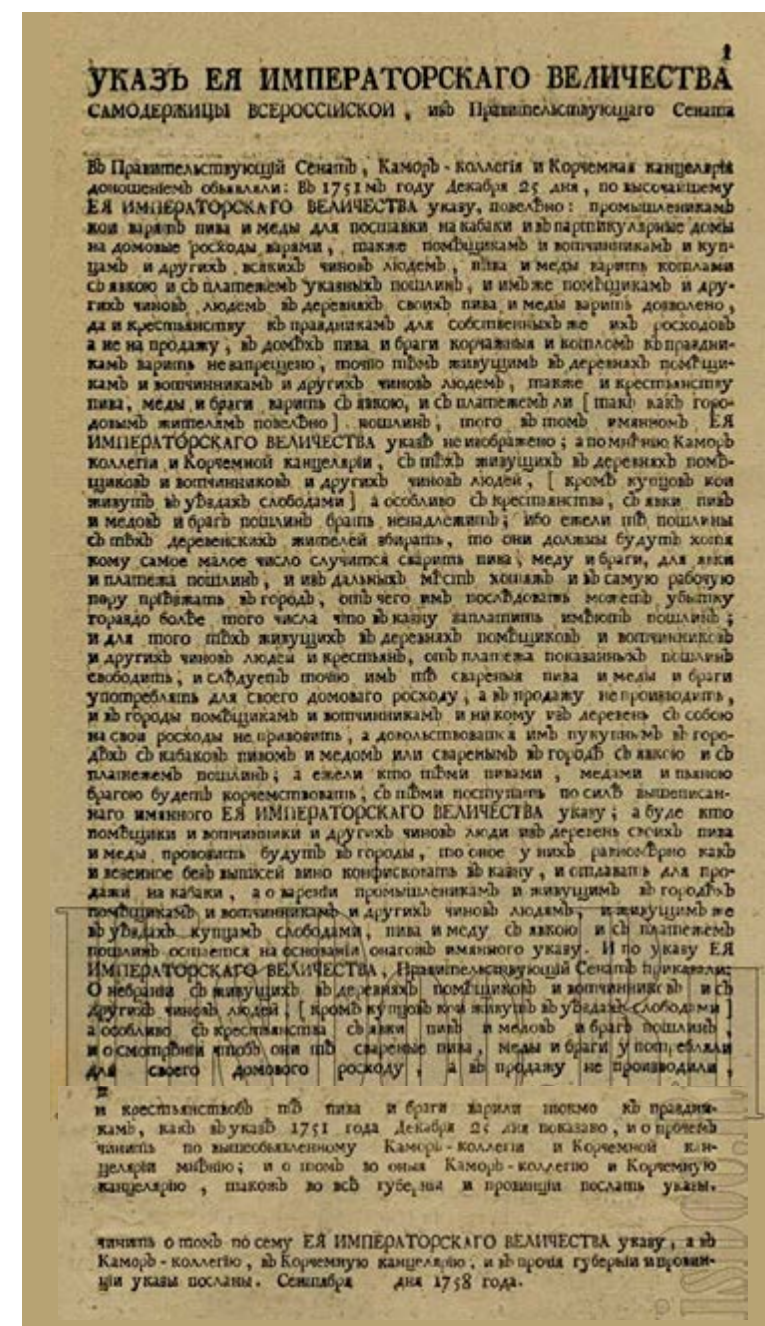 1
УКАЗЪ ЕЯ ИМПЕРАТОРСКАГО ВЕЛИЧЕСТВА
САМОДЕРЖИЦЫ ВСЕРОССІИСКОИ , изъ Правительствующаго Сената
Въ Правительствующій Сенатъ , Каморъ - коллегія и Корчемная канцелярія
доношеніемъ объявляли: Въ 1751мъ году Декабря 25 дня , по высочайшему
ЕЯ ИМПЕРАТОРСКАГО ВЕЛИЧЕСТВА указу, повелѣно : промышленикамъ
кои варятъ пива и меды для поставки на кабаки и въ партикулярные домы
на домовые росходы варями , также помѣщикамъ и вотчинникамъ и куп-
цамъ и другихъ всякихъ чиновъ людемъ , пива и меды варить котлами
съ явкою и съ платежемъ указныхъ пошлинъ , и имъ же помѣщикамъ и дру-
гихъ чиновъ людемъ въ деревняхъ своихъ пива и меды варить дозволено ,
да и крестьянству къ праздникамъ для собственныхъ же ихъ росходовъ
а не на продажу , въ домѣхъ пива и браги корчажныя и котломъ къ праздни-
камъ варить не запрещено , точію тѣмъ живущимъ въ деревняхъ помѣщи-
камъ и вотчинникамъ и другихъ чиновъ людемъ , также и крестьянству
пива , меды и браги варить съ явкою, и съ платежемъ ли [ такъ какъ горо-
довымъ жителямъ повелѣно ] пошлинъ , того въ томъ имянномъ ЕЯ
ИМПЕРАТОРСКАГО ВЕЛИЧЕСТВА указѣ не изображено ; а по мнѣнію Каморъ
коллегіи и Корчемной канцеляріи , съ тѣхъ живущихъ въ деревняхъ помѣ-
щиковъ и вотчинниковъ и другихъ чиновъ людей , [ кромѣ купцовъ кои
живутъ въ уѣздахъ слободами ] а особливо съ крестьянства , съ явки пивъ
и медовъ и брагъ пошлинъ брать ненадлежитъ ; ибо ежели тѣ пошлины
съ тѣхъ деревенскихъ жителей збирать , то они должны будутъ хотя
кому самое малое число случится сварить пива , меду и браги, для явки
и платежа пошлинъ , и изъ дальныхъ мѣстъ хотяжъ и въ самую рабочую
пору пріѣзжать въ городъ , отъ чего имъ послѣдовать можетъ убытку
гораздо болѣе того числа что въ казну заплатить имѣютъ пошлинъ ;
и для того тѣхъ живущихъ въ деревняхъ помѣщиковъ и вотчинниковъ
и другихъ чиновъ людей и крестьянъ, отъ платежа показанныхъ пошлинъ
свободить , и слѣдуетъ точію имъ тѣ свареныя пива и меды и браги
употреблять для своего домоваго росходу , а въ продажу не производить ,
и въ городы помѣщикамъ и вотчинникамъ и никому изъ деревень съ собою
на свои росходы не привозить , а довольствоватца имъ пукупнымъ въ горо-
дѣхъ съ кабаковъ пивомъ и медомъ или сваренымъ въ городѣ съ явкою и съ
платежемъ пошлинъ ; а ежели кто тѣми пивами , медами и пьяною
брагою будетъ корчемствовать , съ тѣми поступать по силѣ вышеписан-
наго имяннаго ЕЯ ИМПЕРАТОРСКАГО ВЕЛИЧЕСТВА указу ; а буде кто
помѣщики и вотчинники и другихъ чиновъ люди изъ деревень своихъ пива
и меды провозить будутъ въ городы , то оное у нихъ равномѣрно какъ
и везенное безъ выписей вино конфисковать въ казну , и отдавать для про-
дажи на кабаки , а о вареніи промышленикамъ и живущимъ въ городѣхъ
помѣщикамъ и вотчинникамъ и другихъ чиновъ людямъ , и живущимъ же
въ уѣздахъ купцамъ слободами , пива и меду съ явкою и съ платежемъ
пошлинъ остается на основаніи онагожъ имянного указу. И по указу ЕЯ
ИМПЕРАТОРСКАГО ВЕЛИЧЕСТВА , Правительствующій Сенатъ приказали:
О небраніи съ живущихъ въ деревняхъ помѣщиковъ и вотчинниковъ и съ
другихъ чиновъ людей , [ кромѣ купцовъ кои живутъ въ уѣздахъ слободами ]
а особливо съ крестьянства съ явки пивъ и медовъ и брагъ пошлинъ ,
и о смотрѣніи чтобъ они тѣ свареные пива , меды и браги употребляли
для своего домового росходу , а въ продажу не производили ,
и крестьянствобъ тѣ пива и браги варили токмо къ праздни-
камъ , какъ въ указѣ 1751 года Декабря 25 дня показано , и о прочемъ
чинить по вышеобъявленному Каморъ - коллегіи и Корчемной кан-
целяріи мнѣнію ; и о томъ во оныя Каморъ - коллегію и Корчемную
канцелярію , такожъ во всѣ губерніи и провинціи послать указы.
чинить о томъ по сему ЕЯ ИМПЕРАТОРСКАГО ВЕЛИЧЕСТВА указу , а въ
Каморъ - коллегію , въ Корчемную канцелярію , и въ прочія губерніи и провин-
ціи указы посланы . Сентября дня 1758 года.